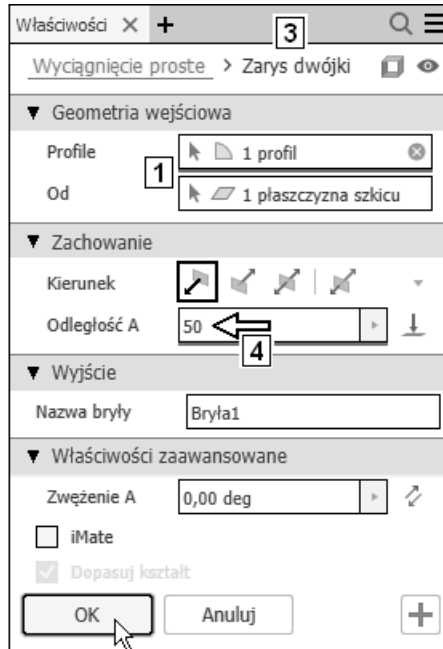 Właściwości
3
Wyciągnięcie proste > Zarys dwójki
Geometria wejściowa
Profile 1 profil
1
Od 1 płaszczyzna szkicu
Zachowanie
Kierunek
Odległość A 50
4
Wyjście
Nazwa bryły Bryła1
Właściwości zaawansowane
Zwężenie A 0,00 deg
iMate
Dopasuj kształt
OK Anuluj